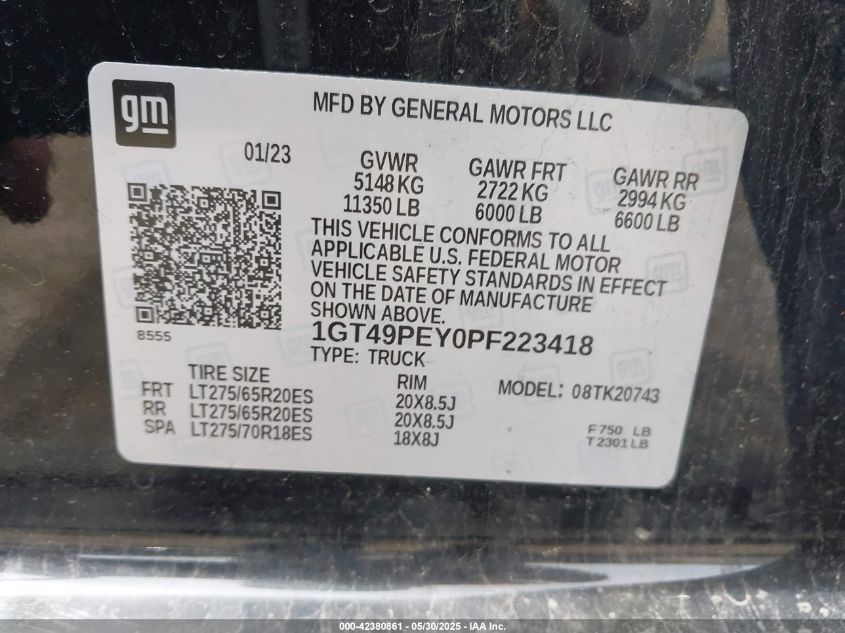 gm
MFD BY GENERAL MOTORS LLC
01/23
GVWR GAWR FRT GAWR RR
5148 KG 2722 KG 2994 KG
11350 LB 6000 LB 6600 LB
THIS VEHICLE CONFORMS TO ALL
APPLICABLE U.S. FEDERAL MOTOR
VEHICLE SAFETY STANDARDS IN EFFECT
ON THE DATE OF MANUFACTURE
SHOWN ABOVE.
8555
1GT49PEY0PF223418
TYPE: TRUCK
TIRE SIZE RIM MODEL: 08TK20743
FRT LT275/65R20ES 20X8.5J
RR LT275/65R20ES 20X8.5J
SPA LT275/70R18ES 18X8J
F 750 LB
T 2301 LB
000-42380861 - 05/30/2025 - IAA Inc.